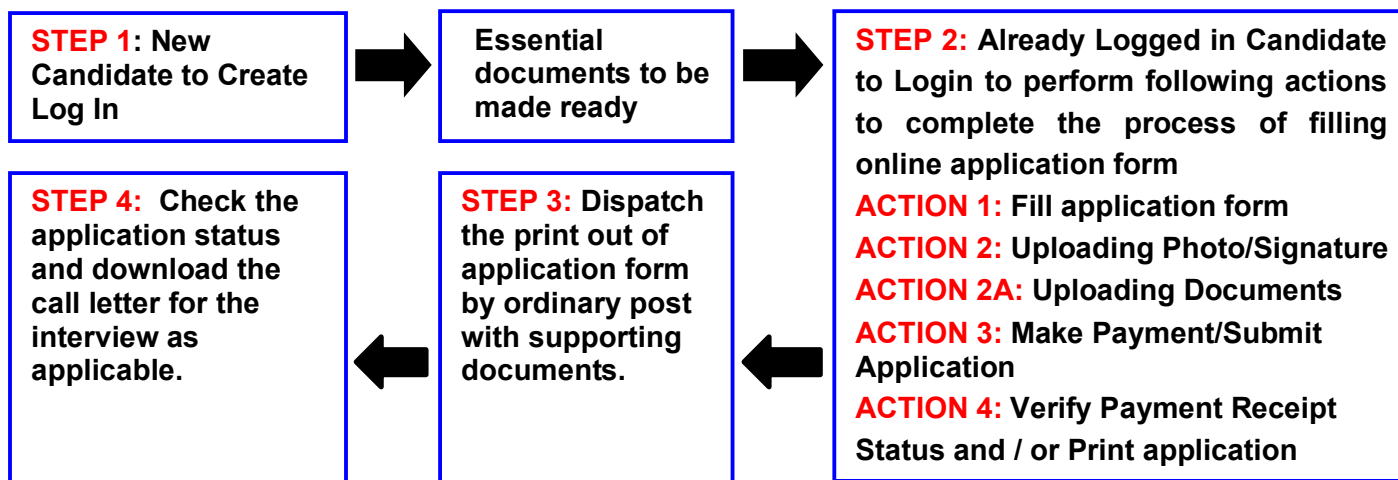 STEP 1: New
Candidate to Create
Log In
Essential
documents to be
made ready
STEP 2: Already Logged in Candidate
to Login to perform following actions
to complete the process of filling
online application form
ACTION 1: Fill application form
ACTION 2: Uploading Photo/Signature
ACTION 2A: Uploading Documents
ACTION 3: Make Payment/Submit
Application
ACTION 4: Verify Payment Receipt
Status and / or Print application
STEP 3: Dispatch
the print out of
application form
by ordinary post
with supporting
documents.
STEP 4: Check the
application status
and download the
call letter for the
interview as
applicable.